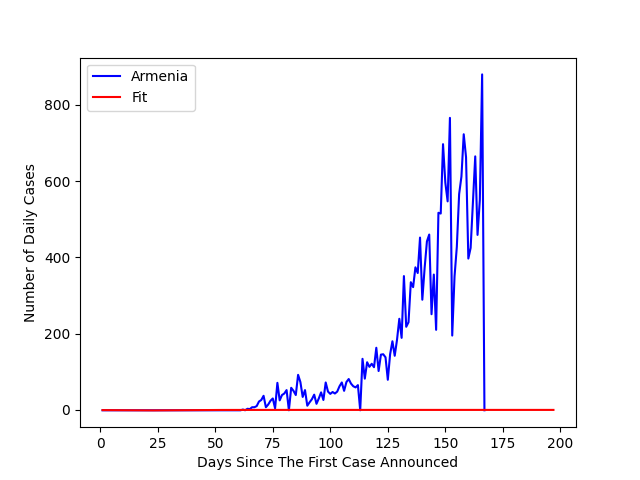 Armenia
Fit
800
600
400
200
0
Number of Daily Cases
0 25 50 75 100 125 150 175 200
Days Since The First Case Announced